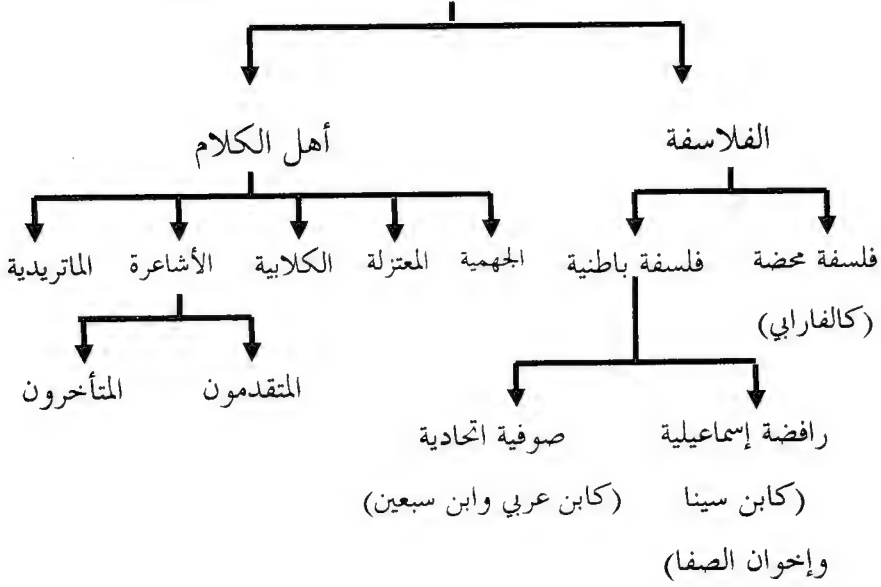 الفلاسفة
أهل الكلام
فلسفة محضة
(كالفارابي)
فلسفة باطنية
الجهمية
المعتزلة
الكلابية
الأشاعرة
الماتريدية
المتقدمون
المتأخرون
رافضة إسماعيلية
(كابن سينا
وإخوان الصفا)
صوفية اتحادية
(كابن عربي وابن سبعين)